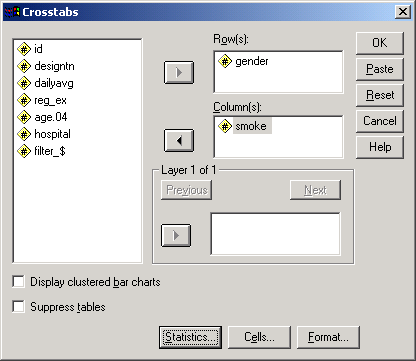 Crosstabs
id
designtn
dailyavg
reg_ex
age.04
hospital
filter_$
Row(s):
gender
Column(s):
smoke
Layer 1 of 1
Previous
Next
OK
Paste
Reset
Cancel
Help
Display clustered bar charts
Suppress tables
Statistics...
Cells...
Format...